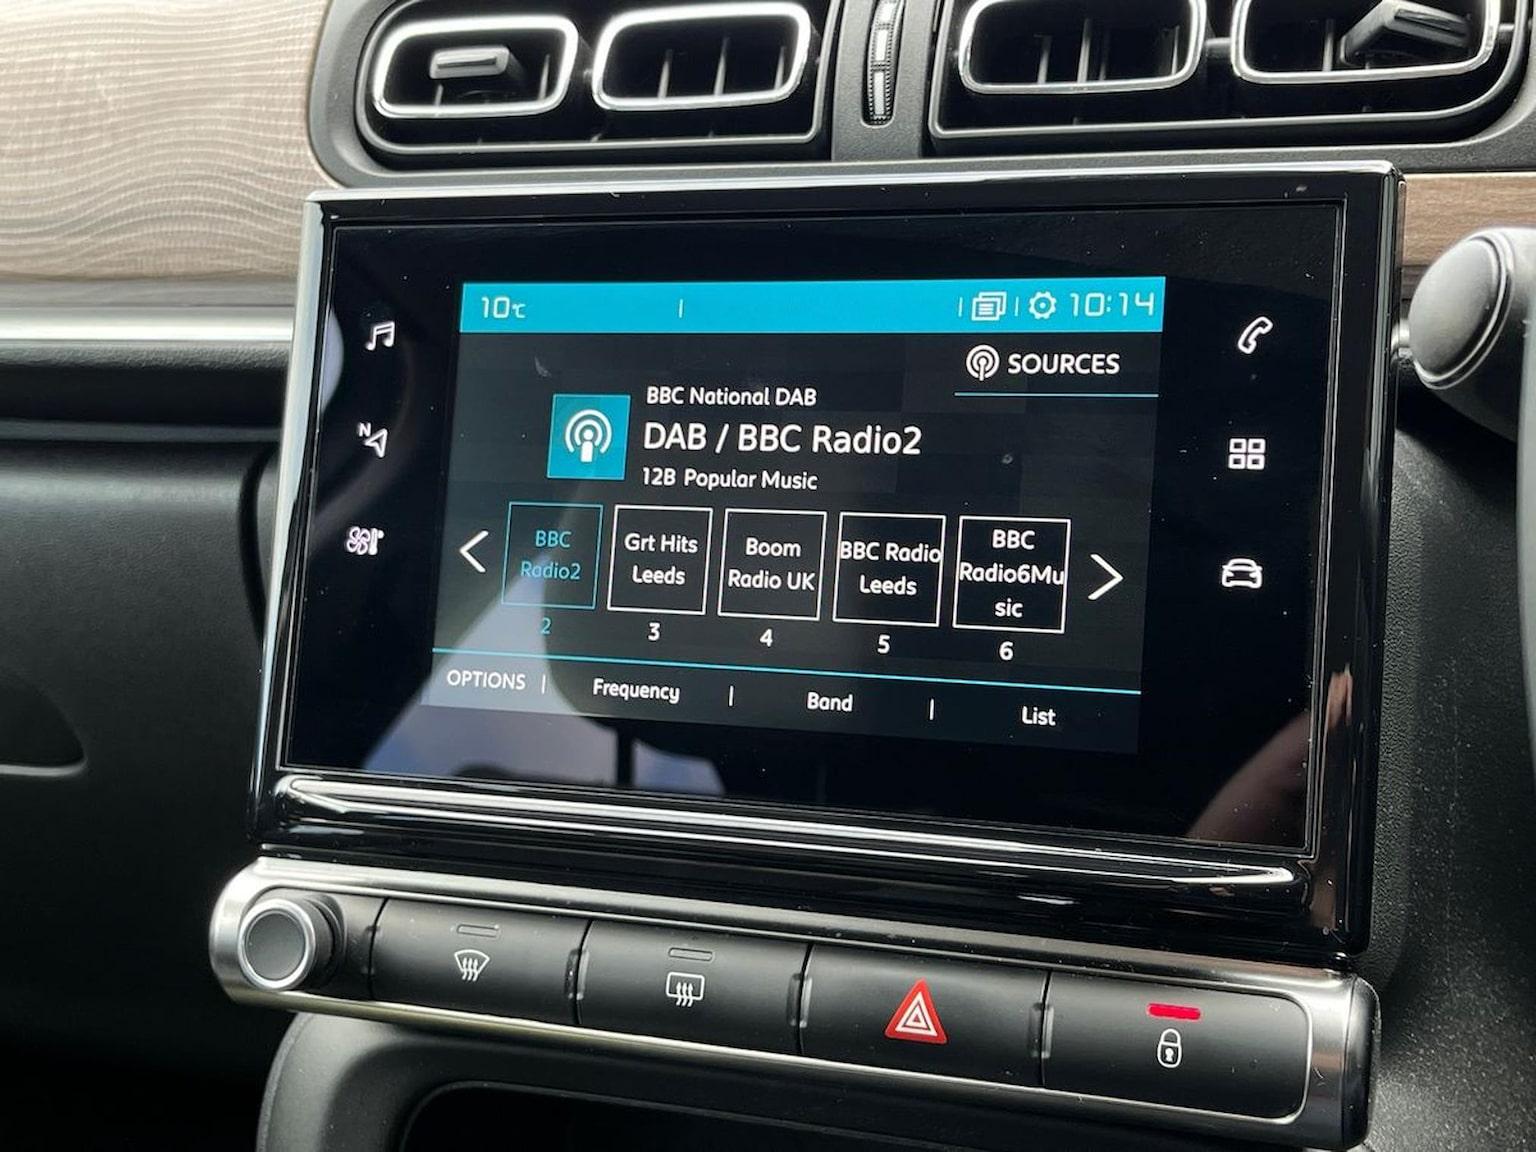 10°C
10:14
SOURCES
BBC National DAB
DAB / BBC Radio2
12B Popular Music
BBC
Radio2
Grt Hits
Leeds
Boom
Radio UK
BBC Radio
Leeds
BBC
Radio6Mu
sic
2
3
4
5
6
OPTIONS
Frequency
Band
List
N